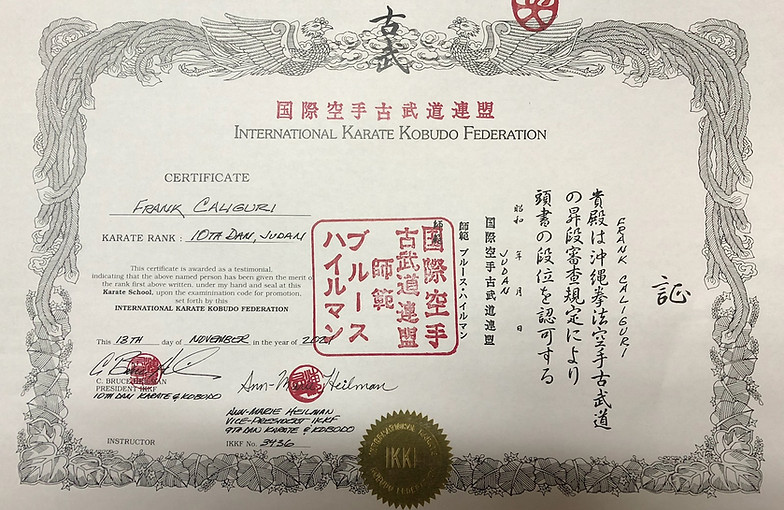 古武
国際空手古武道連盟
INTERNATIONAL KARATE KOBUDO FEDERATION
CERTIFICATE
FRANK CALIGURI
KARATE RANK : 10TH DAN, JUDAN
This certificate is awarded as a testimonial,
indicating that the above named person has been given the merit of
the rank first above written, under my hand and seal at this
Karate School, upon the examination code for promotion,
set forth by this
INTERNATIONAL KARATE KOBUDO FEDERATION
This 13TH day of NOVEMBER in the year of 2021
C. BRUCE HEILMAN
PRESIDENT IKKF
10TH DAN KARATE & KOBUDO
Ann-Marie Heilman
ANN-MARIE HEILMAN
VICE-PRESIDENT IKKF
9TH DAN KARATE & KOBUDO
INSTRUCTOR
IKKF No. 3436
証
FRANK CALIGURI
貴殿は沖縄拳法空手古武道
の昇段審査規定により
頭書の段位を認可する
昭和 年 月 日
JUDAN
国際空手古武道連盟
師範 ブルース・ハイルマン
国際空手
古武道連盟
師範
ブルース
ハイルマン